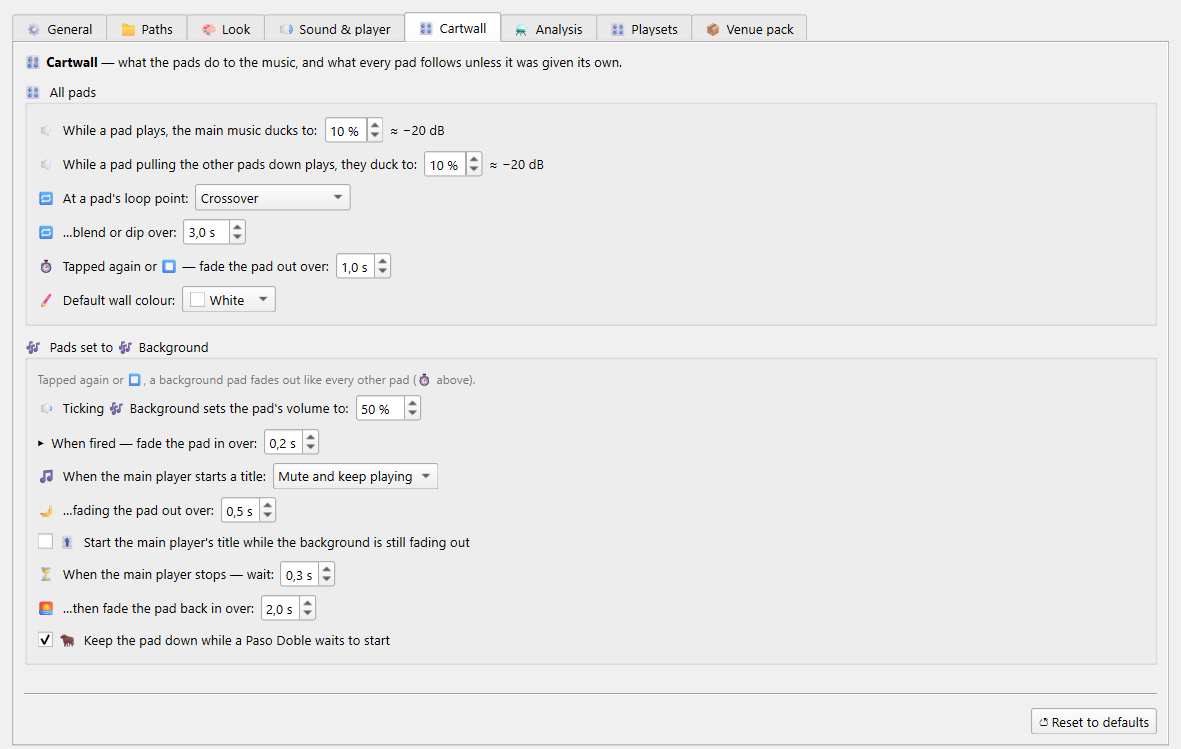 General Paths Look Sound & player Cartwall Analysis Playsets Venue pack
Cartwall — what the pads do to the music, and what every pad follows unless it was given its own.
All pads
While a pad plays, the main music ducks to: 10 % ≈ −20 dB
While a pad pulling the other pads down plays, they duck to: 10 % ≈ −20 dB
At a pad's loop point: Crossover
...blend or dip over: 3,0 s
Tapped again or — fade the pad out over: 1,0 s
Default wall colour: White
Pads set to Background
Tapped again or , a background pad fades out like every other pad ( above).
Ticking Background sets the pad's volume to: 50 %
When fired — fade the pad in over: 0,2 s
When the main player starts a title: Mute and keep playing
...fading the pad out over: 0,5 s
Start the main player's title while the background is still fading out
When the main player stops — wait: 0,3 s
...then fade the pad back in over: 2,0 s
Keep the pad down while a Paso Doble waits to start
Reset to defaults